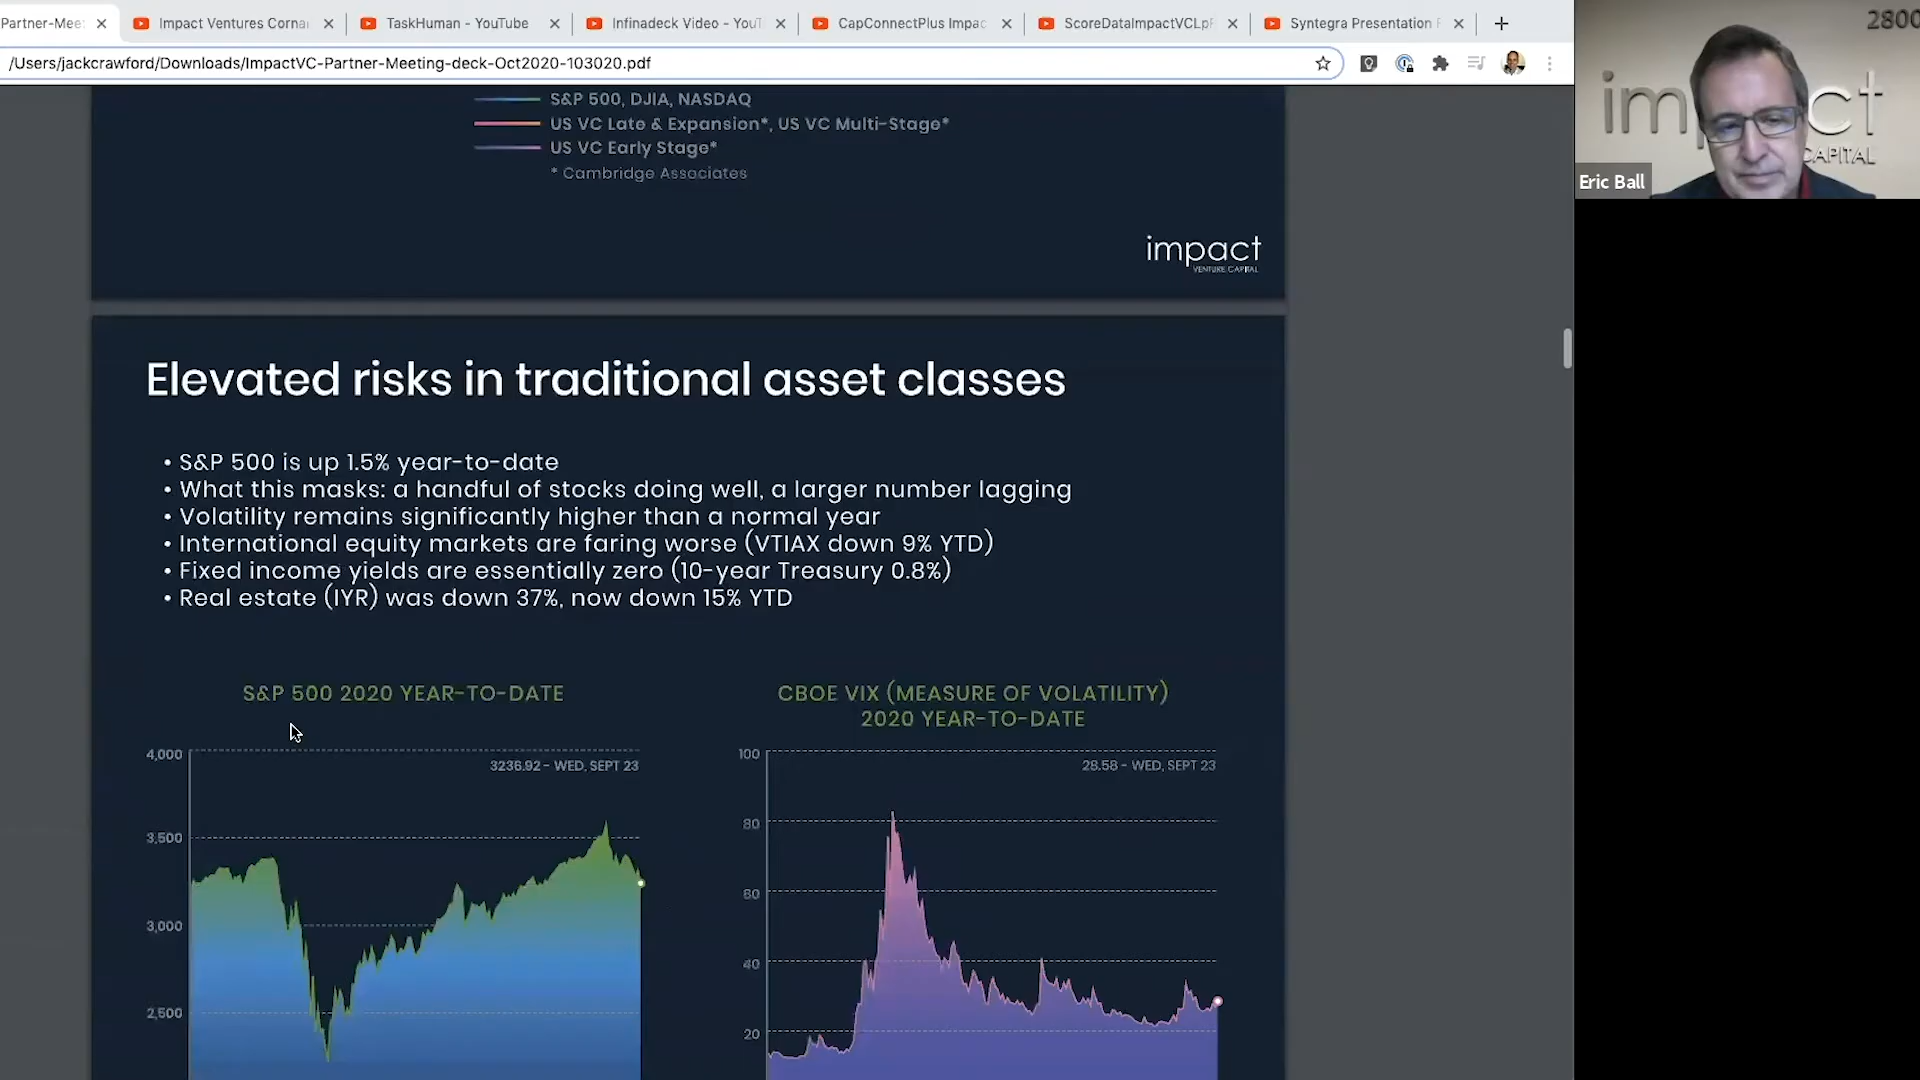 Partner-Mee
Impact Ventures Corna
TaskHuman - YouTube
Infinadeck Video - YouT
CapConnectPlus Impac
ScoreDataImpactVCLpF
Syntegra Presentation
/Users/jackcrawford/Downloads/ImpactVC-Partner-Meeting-deck-Oct2020-103020.pdf
2800
CAPITAL
Eric Ball
S&P 500, DJIA, NASDAQ
US VC Late & Expansion*, US VC Multi-Stage*
US VC Early Stage*
* Cambridge Associates
impact
VENTURE CAPITAL
Elevated risks in traditional asset classes
• S&P 500 is up 1.5% year-to-date
• What this masks: a handful of stocks doing well, a larger number lagging
• Volatility remains significantly higher than a normal year
• International equity markets are faring worse (VTIAX down 9% YTD)
• Fixed income yields are essentially zero (10-year Treasury 0.8%)
• Real estate (IYR) was down 37%, now down 15% YTD
S&P 500 2020 YEAR-TO-DATE
4,000
3236.92 - WED, SEPT 23
3,500
3,000
2,500
CBOE VIX (MEASURE OF VOLATILITY)
2020 YEAR-TO-DATE
100
28.58 - WED, SEPT 23
80
60
40
20